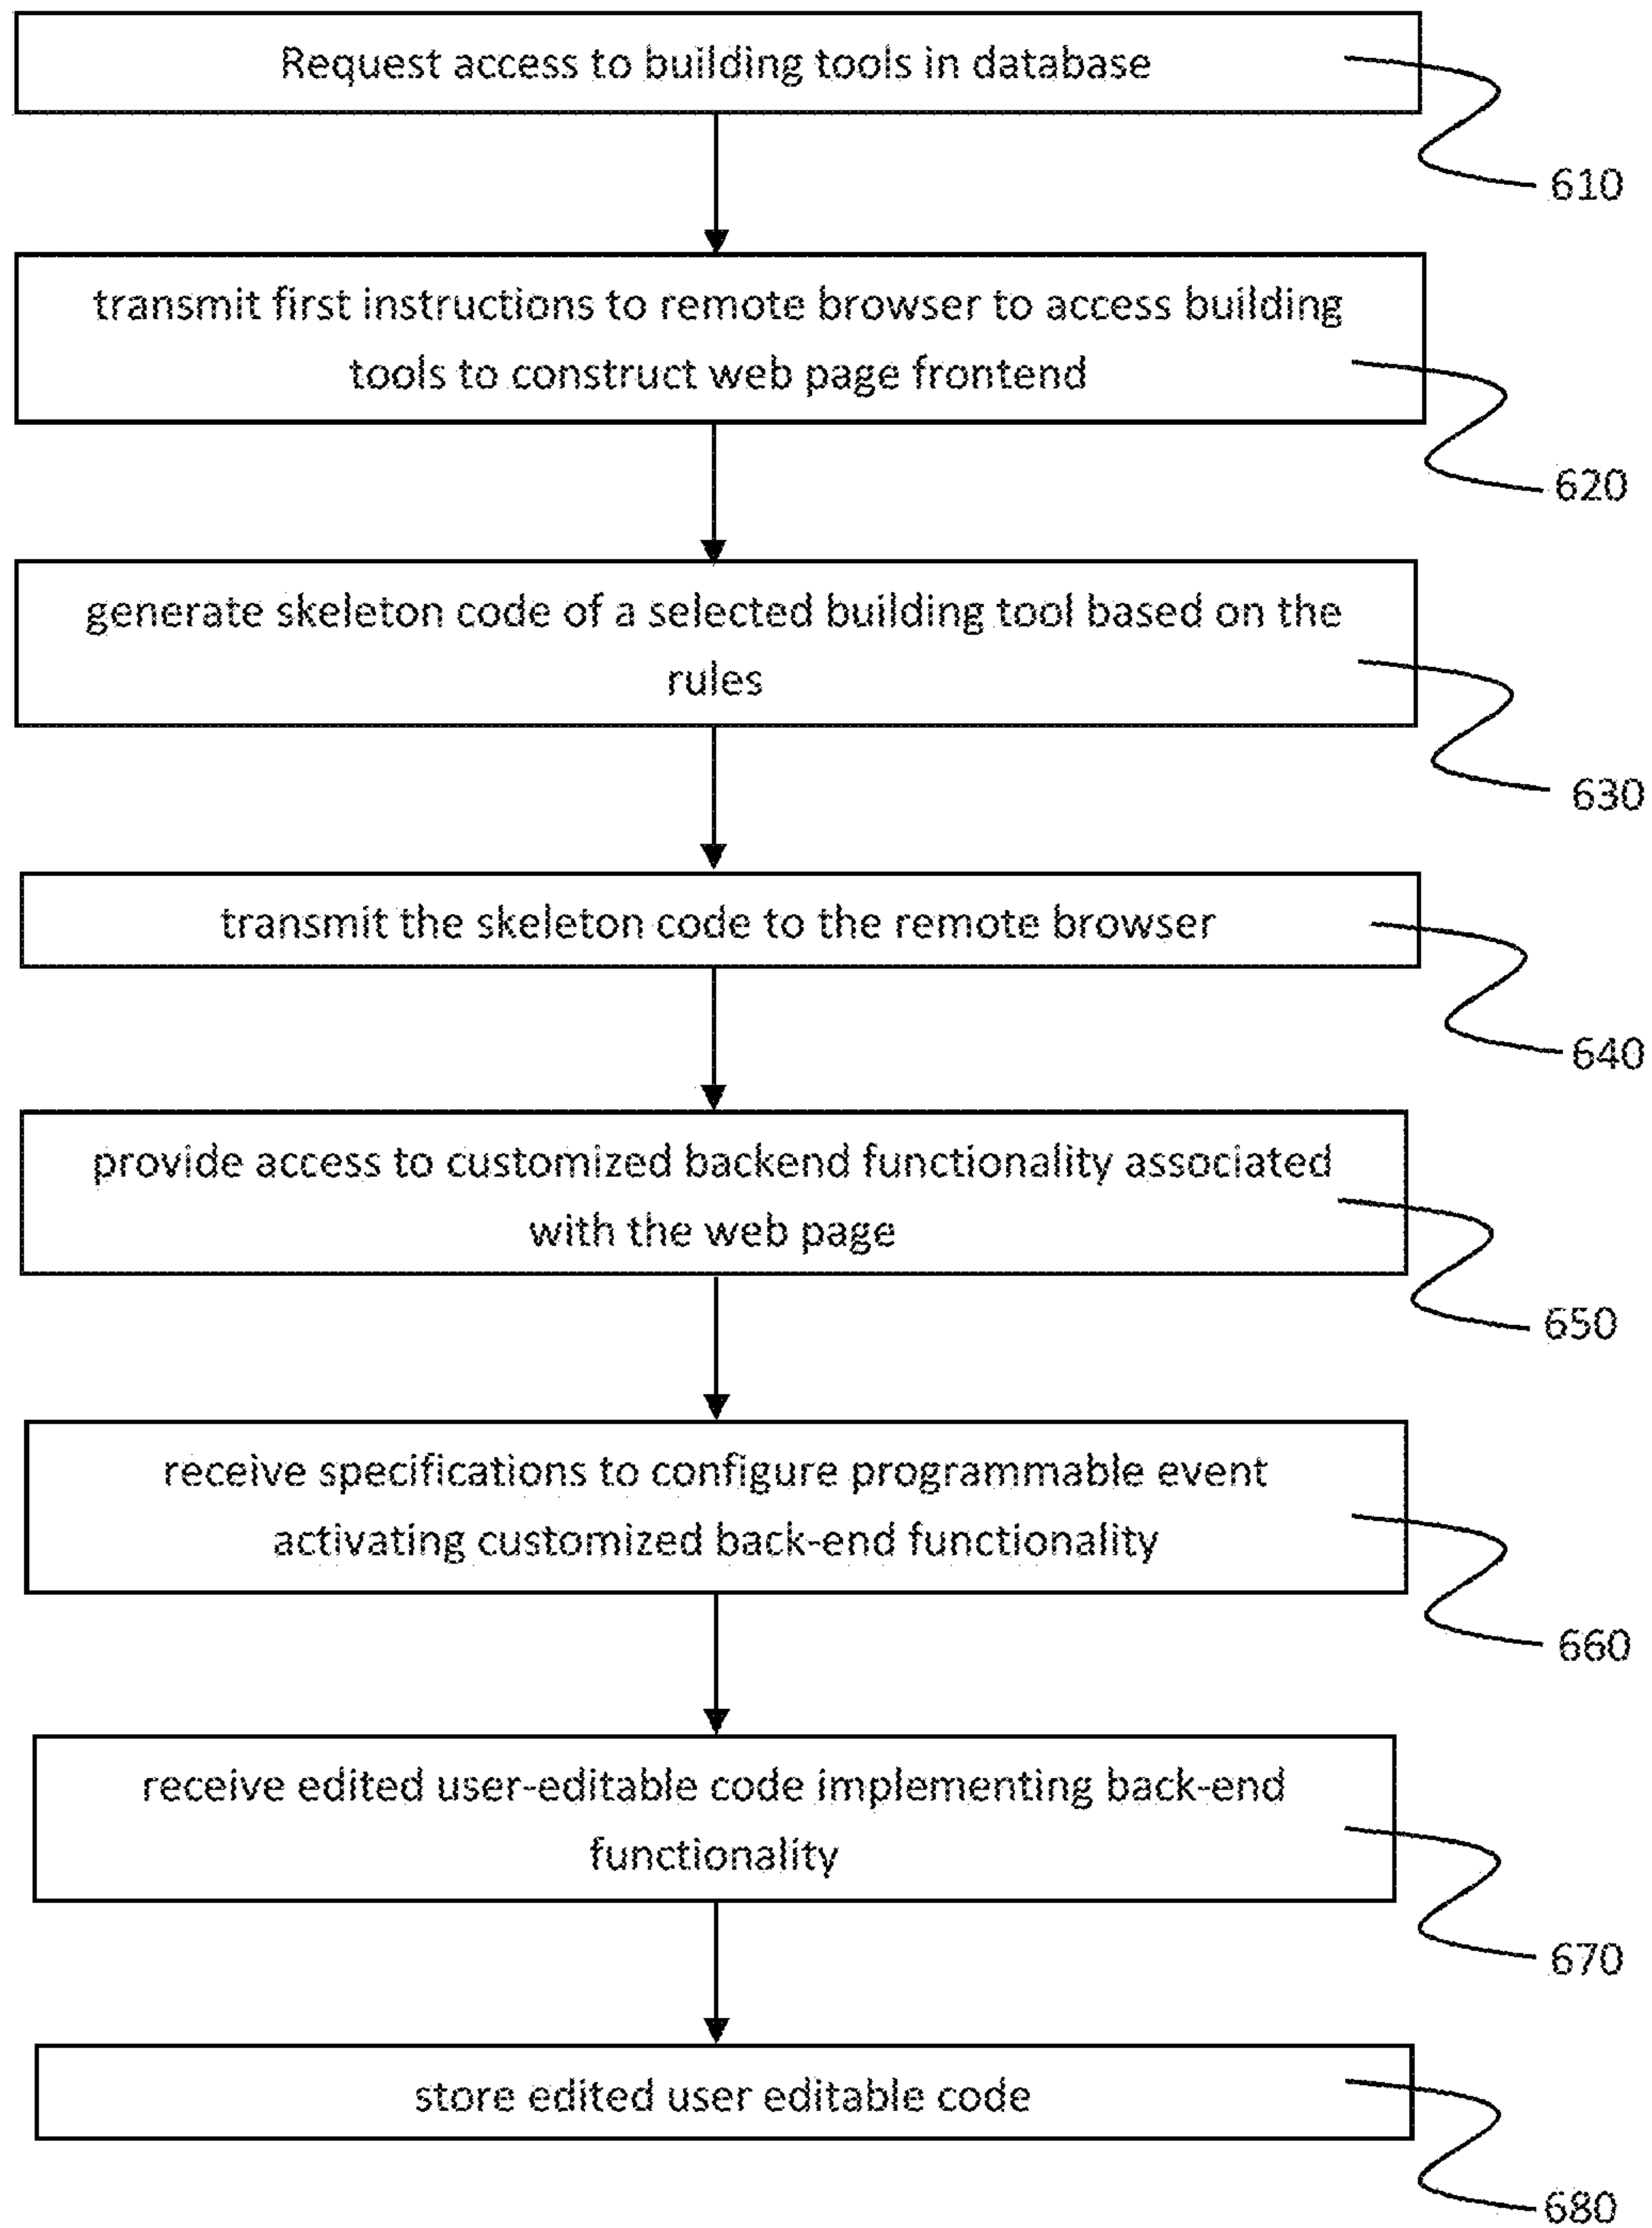 Request access to building tools in database
610
transmit first instructions to remote browser to access building
tools to construct web page frontend
620
generate skeleton code of a selected building tool based on the
rules
630
transmit the skeleton code to the remote browser
640
provide access to customized backend functionality associated
with the web page
650
receive specifications to configure programmable event
activating customized back-end functionality
660
receive edited user-editable code implementing back-end
functionality
670
store edited user editable code
680